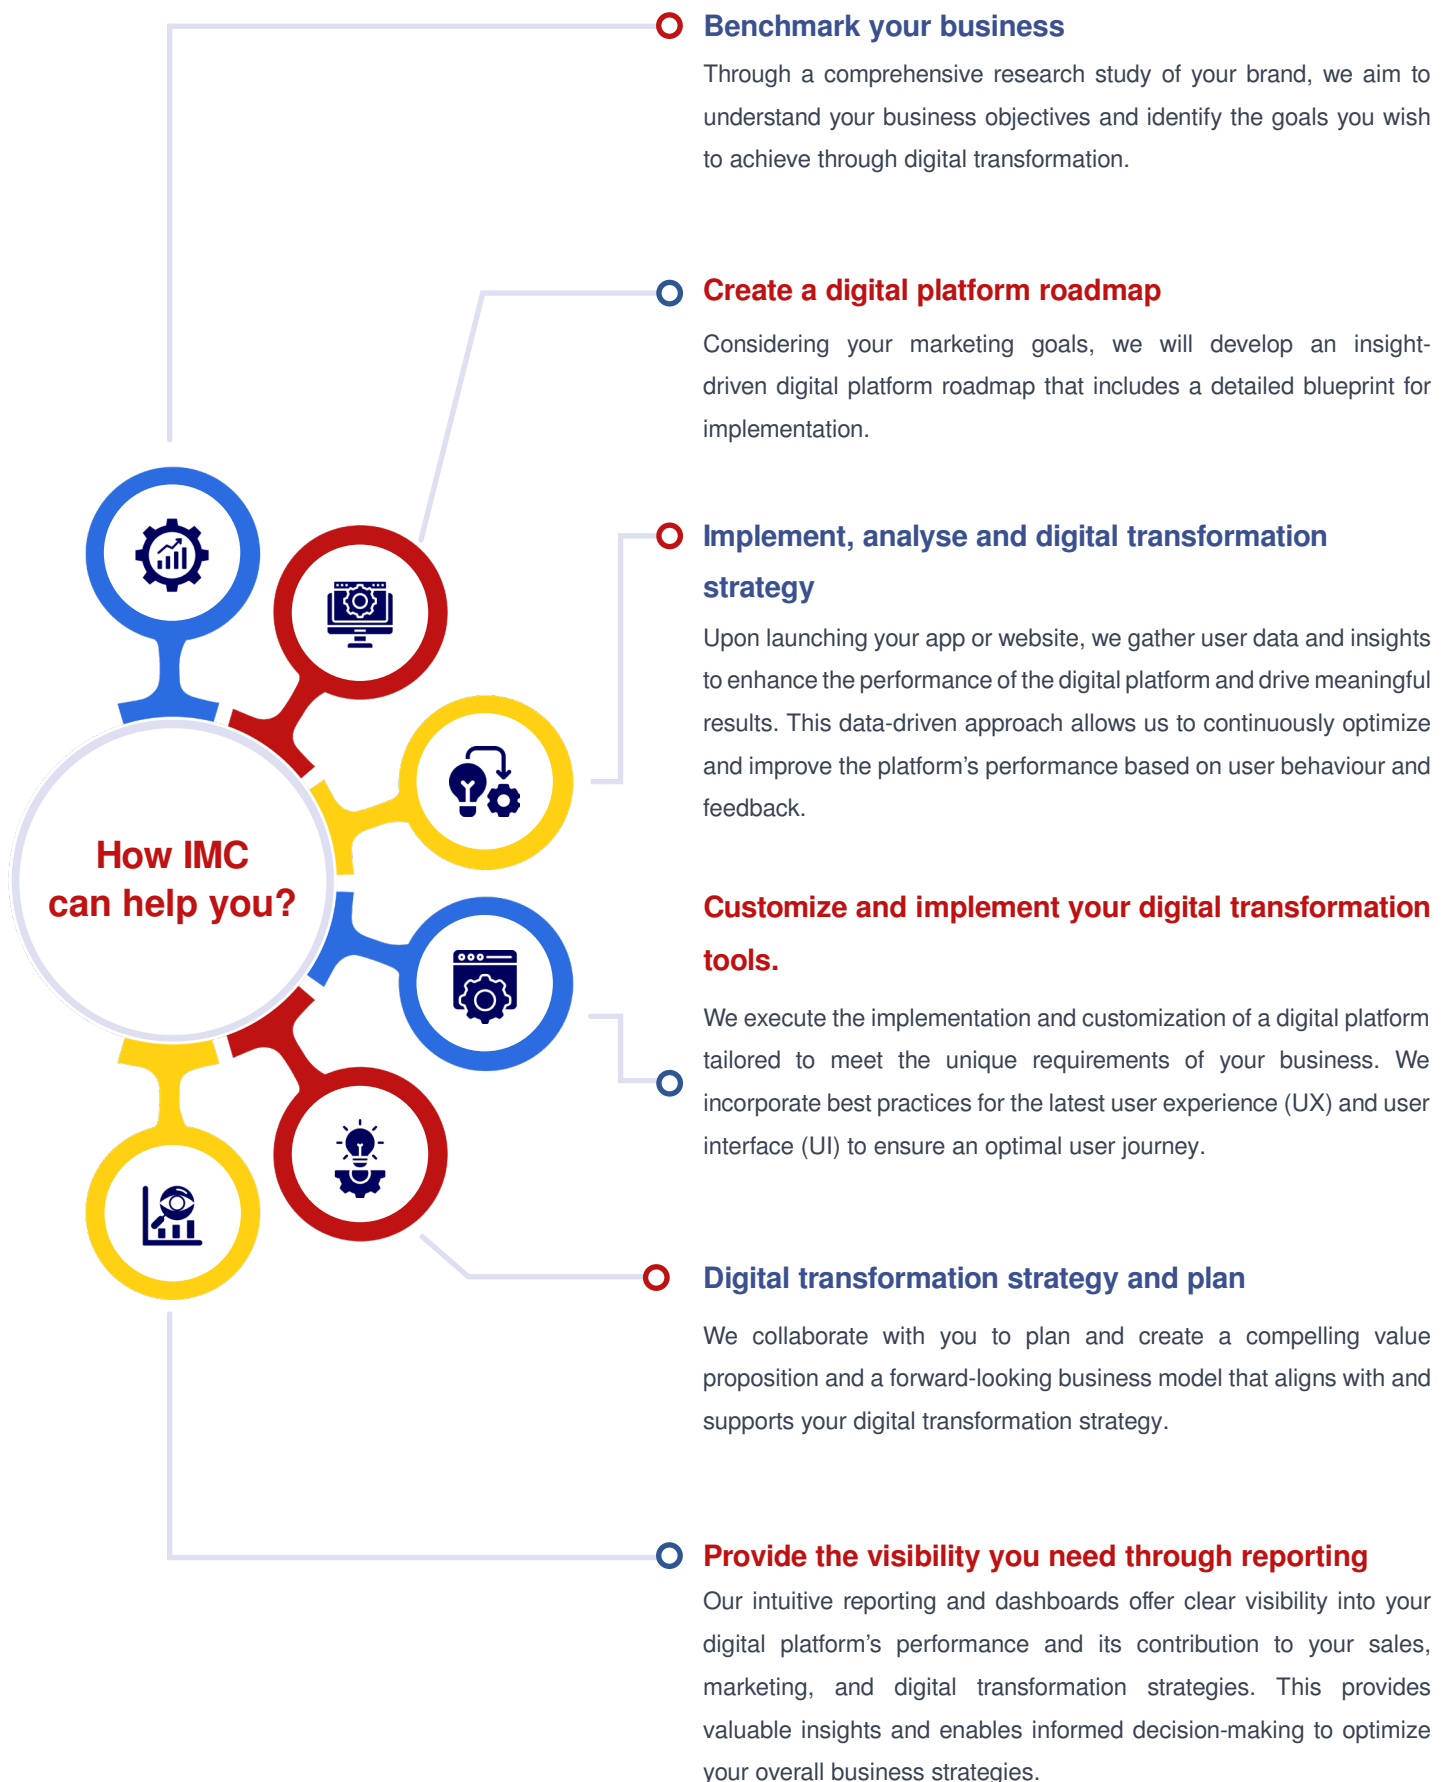 Benchmark your business
Through a comprehensive research study of your brand, we aim to
understand your business objectives and identify the goals you wish
to achieve through digital transformation.
Create a digital platform roadmap
Considering your marketing goals, we will develop an insight-
driven digital platform roadmap that includes a detailed blueprint for
implementation.
Implement, analyse and digital transformation
strategy
Upon launching your app or website, we gather user data and insights
to enhance the performance of the digital platform and drive meaningful
results. This data-driven approach allows us to continuously optimize
and improve the platform’s performance based on user behaviour and
feedback.
How IMC
can help you?
Customize and implement your digital transformation
tools.
We execute the implementation and customization of a digital platform
tailored to meet the unique requirements of your business. We
incorporate best practices for the latest user experience (UX) and user
interface (UI) to ensure an optimal user journey.
Digital transformation strategy and plan
We collaborate with you to plan and create a compelling value
proposition and a forward-looking business model that aligns with and
supports your digital transformation strategy.
Provide the visibility you need through reporting
Our intuitive reporting and dashboards offer clear visibility into your
digital platform’s performance and its contribution to your sales,
marketing, and digital transformation strategies. This provides
valuable insights and enables informed decision-making to optimize
your overall business strategies.